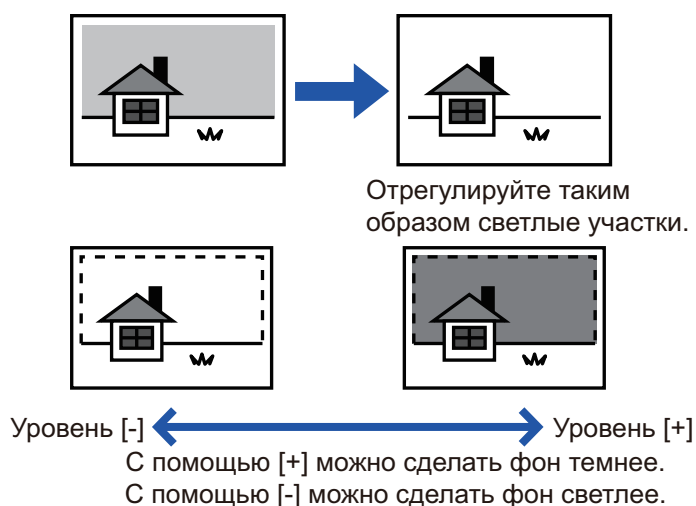 Отрегулируйте таким
образом светлые участки.
Уровень [-] Уровень [+]
С помощью [+] можно сделать фон темнее.
С помощью [-] можно сделать фон светлее.